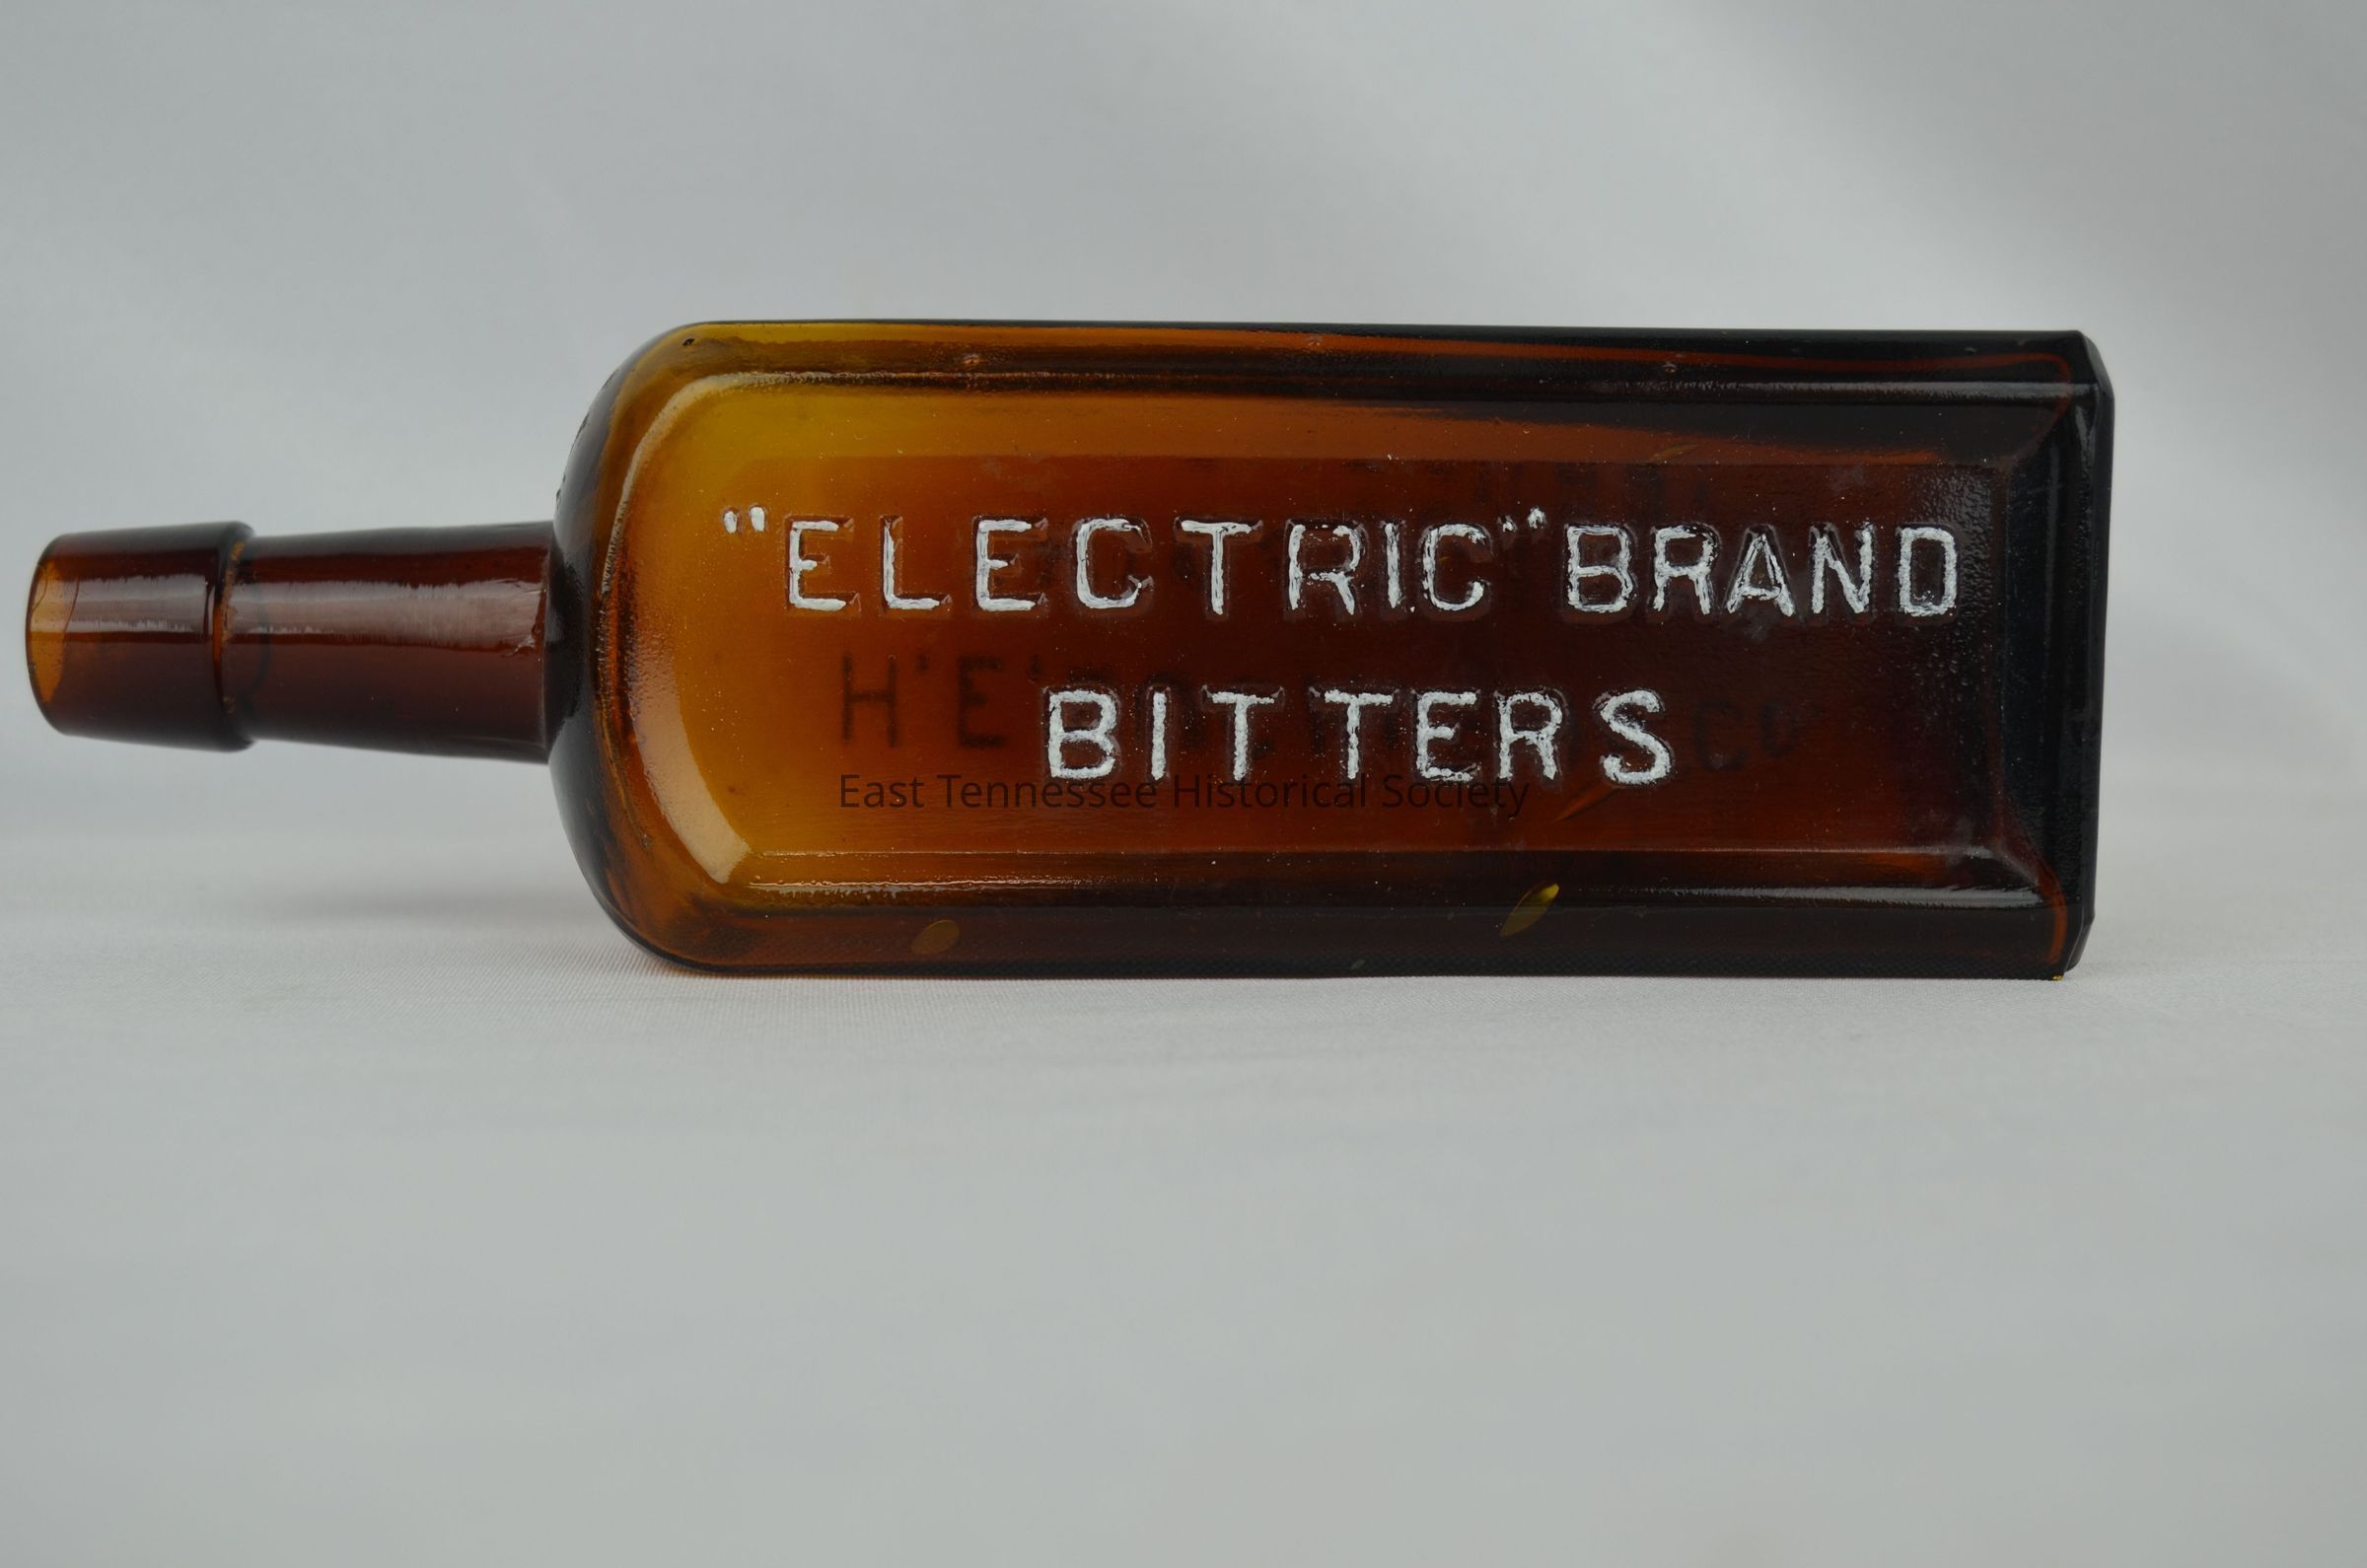 "ELECTRIC" BRAND
BITTERS
East Tennessee Historical Society